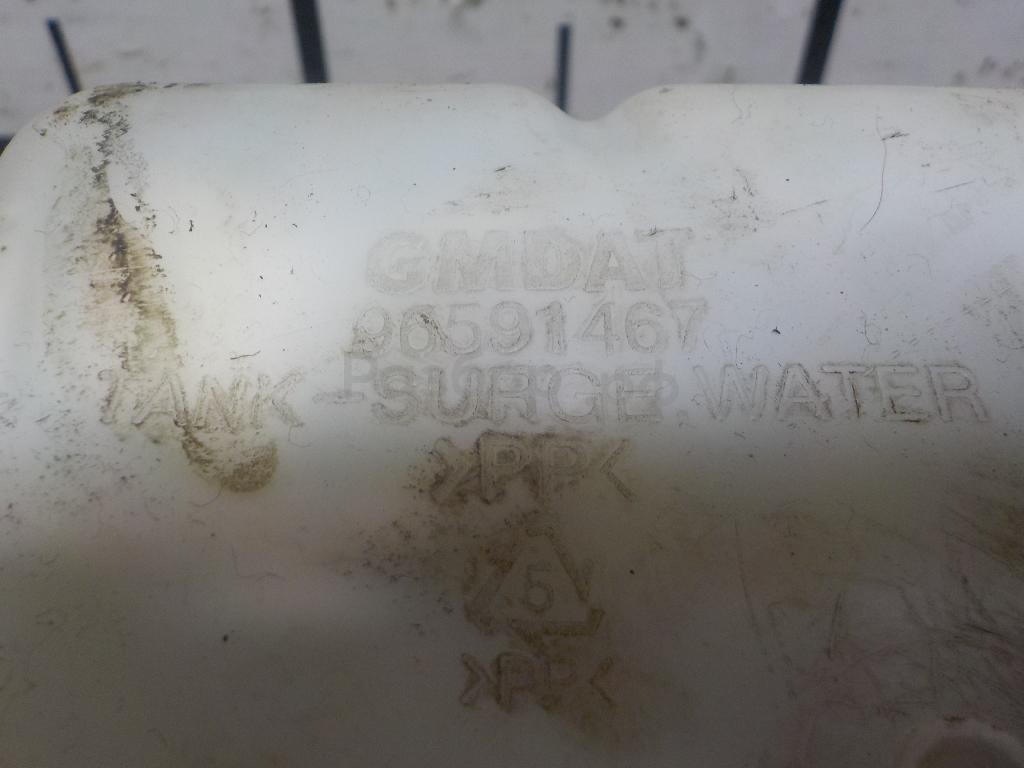 GMDAT
96591467
TANK-SURGE, WATER
>PP<
5
>PP<